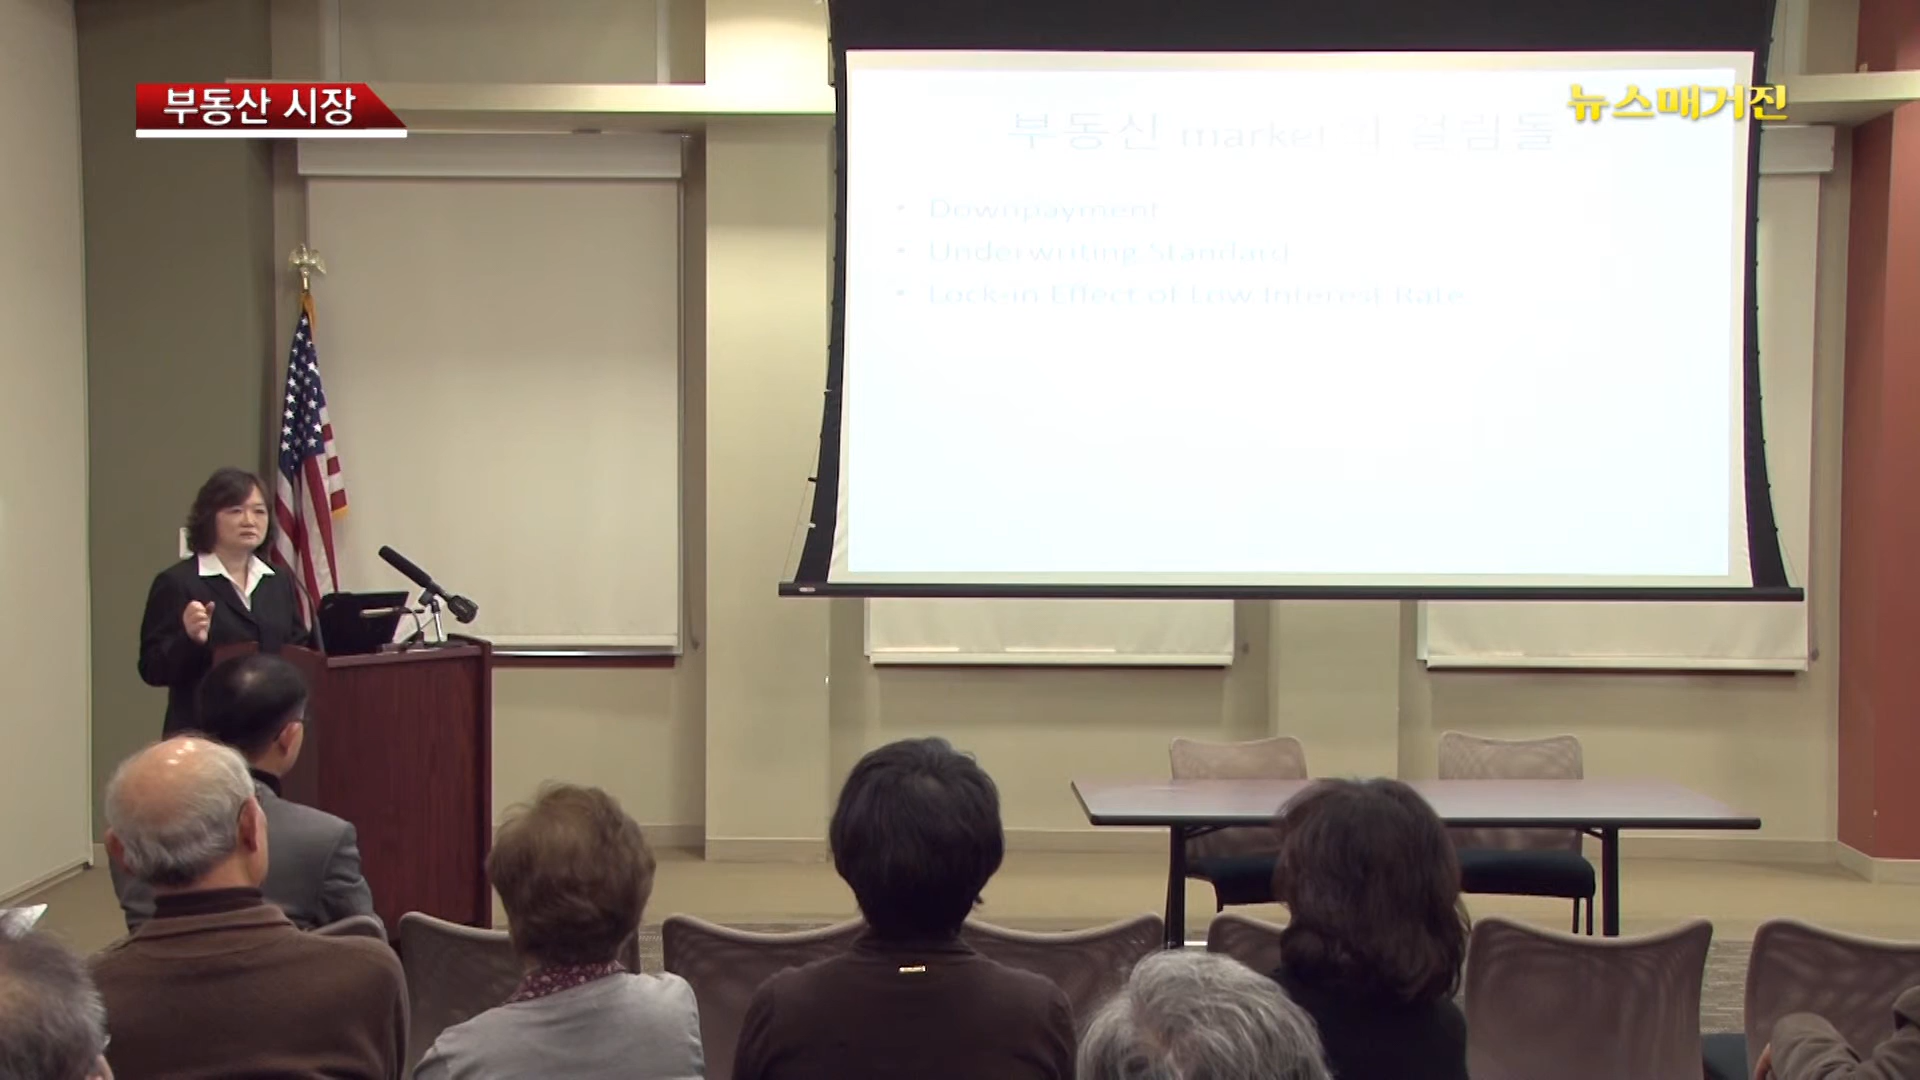 부동산 시장
뉴스매거진
부동산 market의 걸림돌
• Downpayment
• Underwriting Standard
• Lock-in Effect of Low Interest Rate